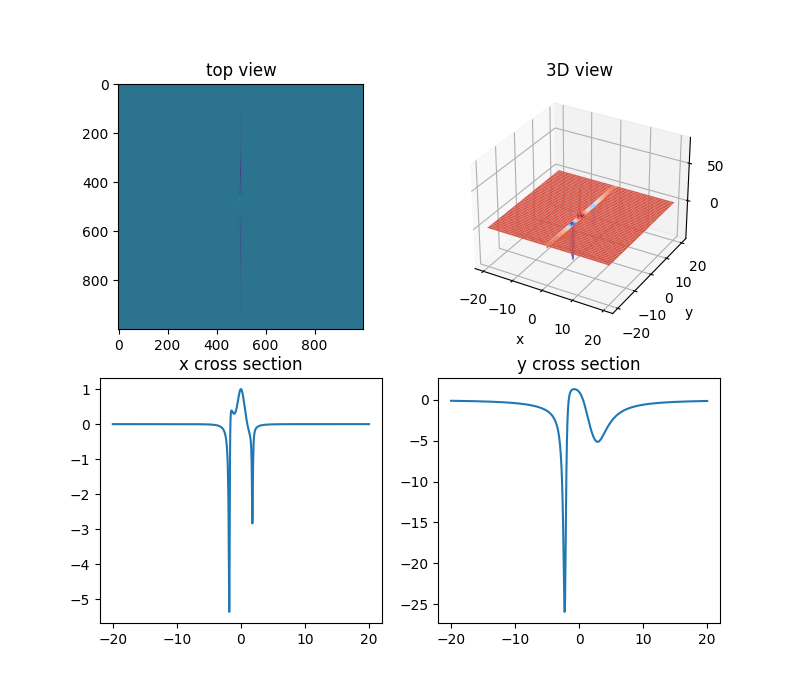 top view
0
200
400
600
800
0 200 400 600 800
3D view
50
0
−20 −10 0 10 20
x
−20 −10 0 10 20
y
x cross section
1
0
−1
−2
−3
−4
−5
−20 −10 0 10 20
y cross section
0
−5
−10
−15
−20
−25
−20 −10 0 10 20